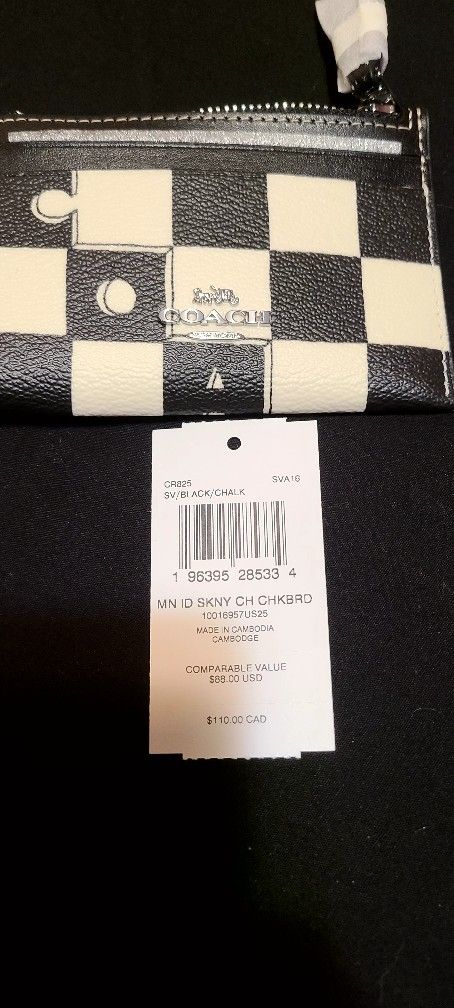 COACH
CR825 SVA16
SV/BLACK/CHALK
1 96395 28533 4
MN ID SKNY CH CHKBRD
10016957US25
MADE IN CAMBODIA
CAMBODGE
COMPARABLE VALUE
$88.00 USD
$110.00 CAD